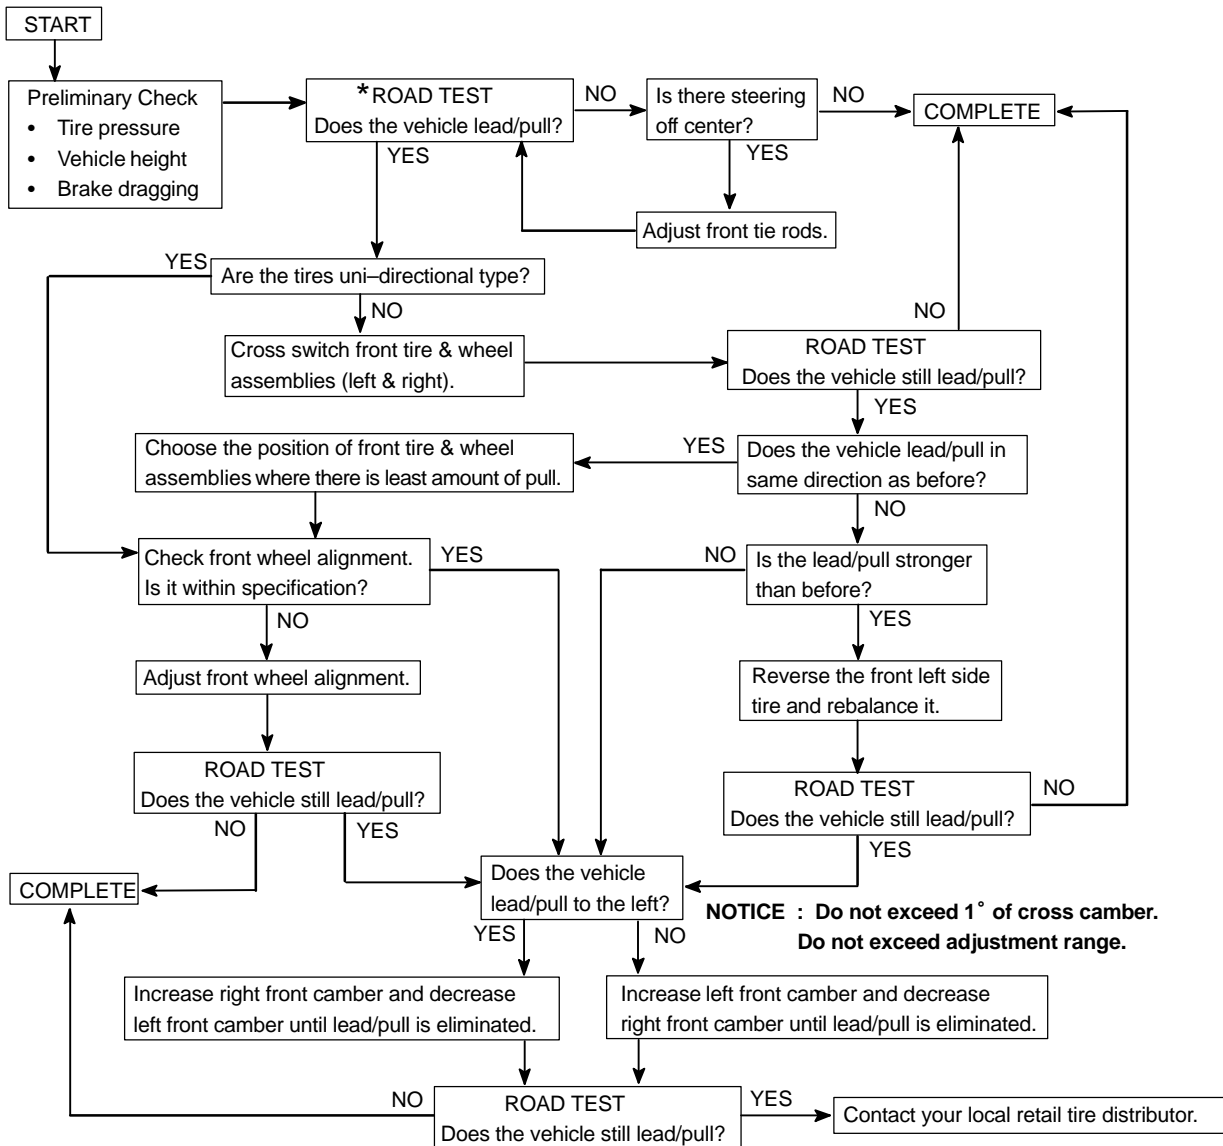 START
Preliminary Check
• Tire pressure
• Vehicle height
• Brake dragging
*ROAD TEST
Does the vehicle lead/pull?
NO
Is there steering
off center?
NO
COMPLETE
YES
YES
Adjust front tie rods.
YES
Are the tires uni–directional type?
NO
Cross switch front tire & wheel
assemblies (left & right).
NO
ROAD TEST
Does the vehicle still lead/pull?
YES
Choose the position of front tire & wheel
assemblies where there is least amount of pull.
YES
Does the vehicle lead/pull in
same direction as before?
NO
Check front wheel alignment.
Is it within specification?
YES
NO
Is the lead/pull stronger
than before?
NO
YES
Adjust front wheel alignment.
Reverse the front left side
tire and rebalance it.
ROAD TEST
Does the vehicle still lead/pull?
NO
YES
ROAD TEST
Does the vehicle still lead/pull?
NO
YES
COMPLETE
Does the vehicle
lead/pull to the left?
NOTICE : Do not exceed 1° of cross camber.
Do not exceed adjustment range.
YES
NO
Increase right front camber and decrease
left front camber until lead/pull is eliminated.
Increase left front camber and decrease
right front camber until lead/pull is eliminated.
NO
ROAD TEST
Does the vehicle still lead/pull?
YES
Contact your local retail tire distributor.